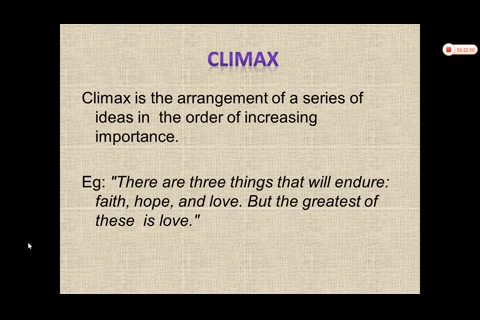 CLIMAX
Climax is the arrangement of a series of
ideas in the order of increasing
importance.
Eg: "There are three things that will endure:
faith, hope, and love. But the greatest of
these is love."